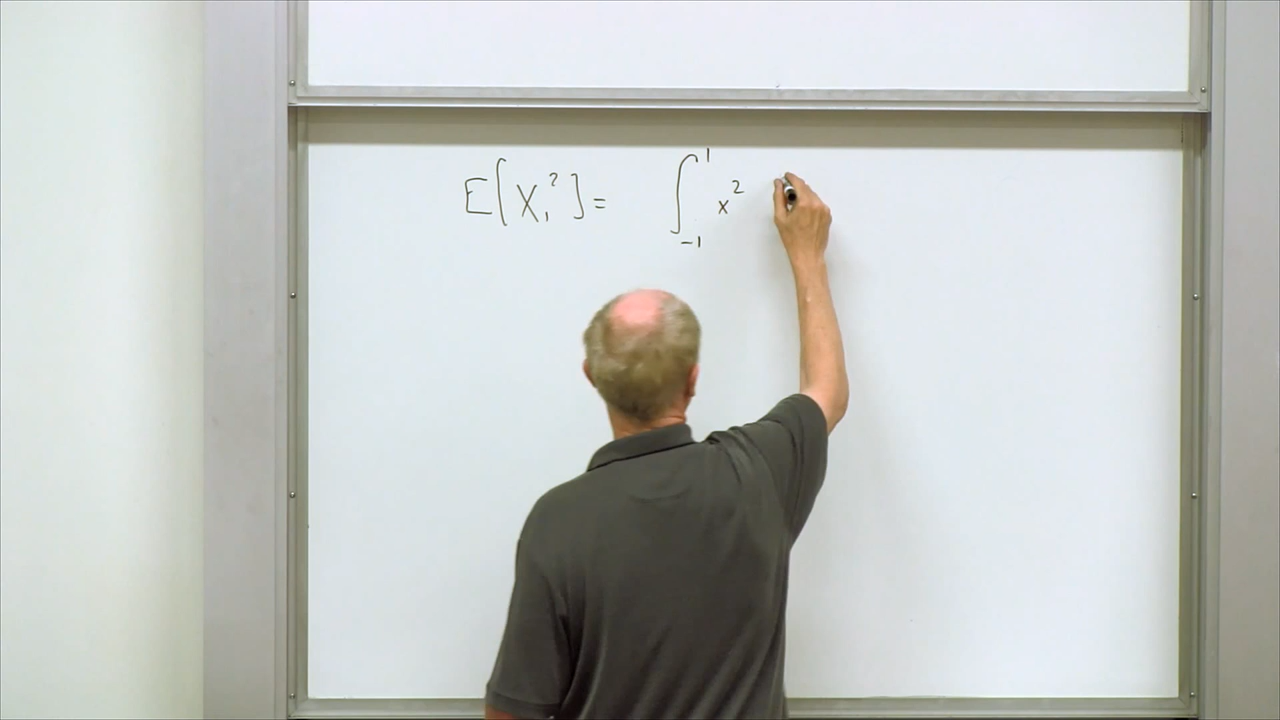 E[X₁²] = ∫₋₁¹ x²